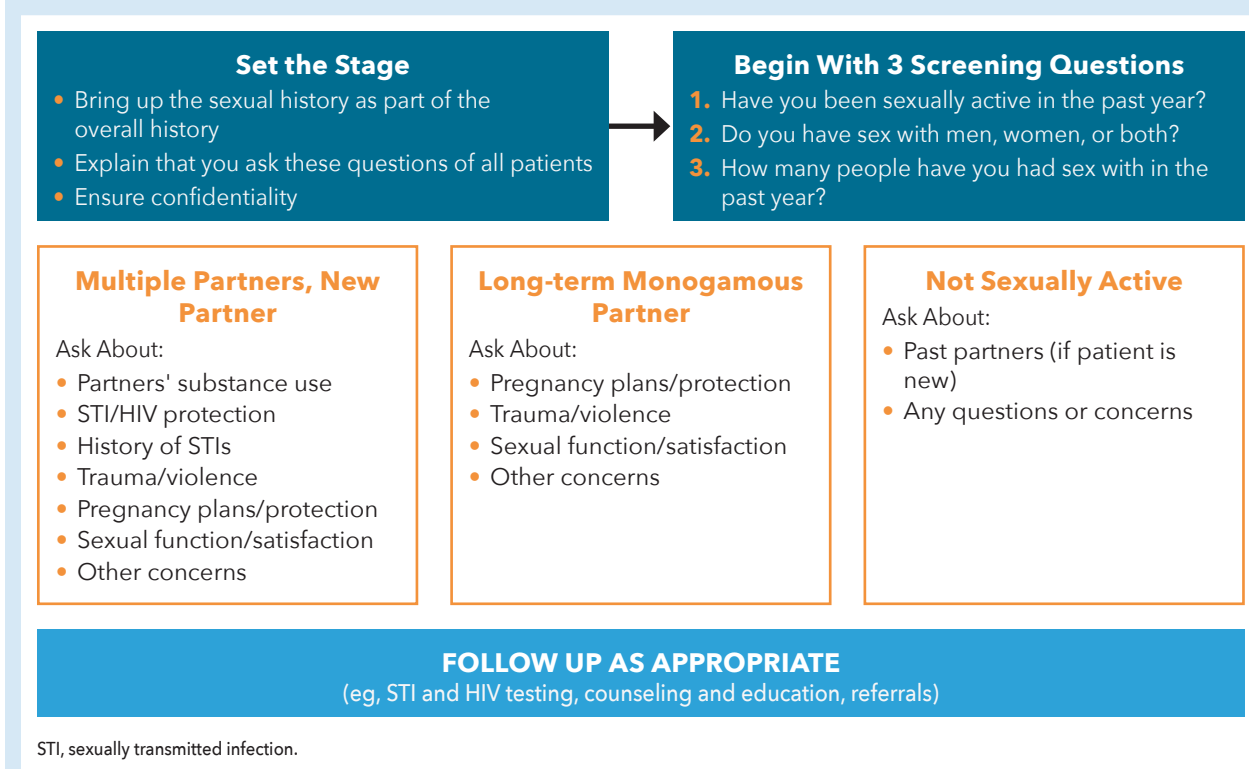 Set the Stage
• Bring up the sexual history as part of the
overall history
• Explain that you ask these questions of all patients
• Ensure confidentiality
Begin With 3 Screening Questions
1. Have you been sexually active in the past year?
2. Do you have sex with men, women, or both?
3. How many people have you had sex with in the
past year?
Multiple Partners, New
Partner
Ask About:
• Partners' substance use
• STI/HIV protection
• History of STIs
• Trauma/violence
• Pregnancy plans/protection
• Sexual function/satisfaction
• Other concerns
Long-term Monogamous
Partner
Ask About:
• Pregnancy plans/protection
• Trauma/violence
• Sexual function/satisfaction
• Other concerns
Not Sexually Active
Ask About:
• Past partners (if patient is
new)
• Any questions or concerns
FOLLOW UP AS APPROPRIATE
(eg, STI and HIV testing, counseling and education, referrals)
STI, sexually transmitted infection.